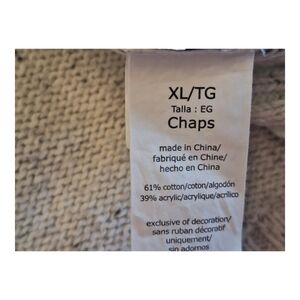 XL/TG
Talla : EG
Chaps
made in China/
fabriqué en Chine/
hecho en China
61% cotton/coton/algodón
39% acrylic/acrylique/acrílico
exclusive of decoration/
sans ruban décoratif
uniquement/
sin adornos